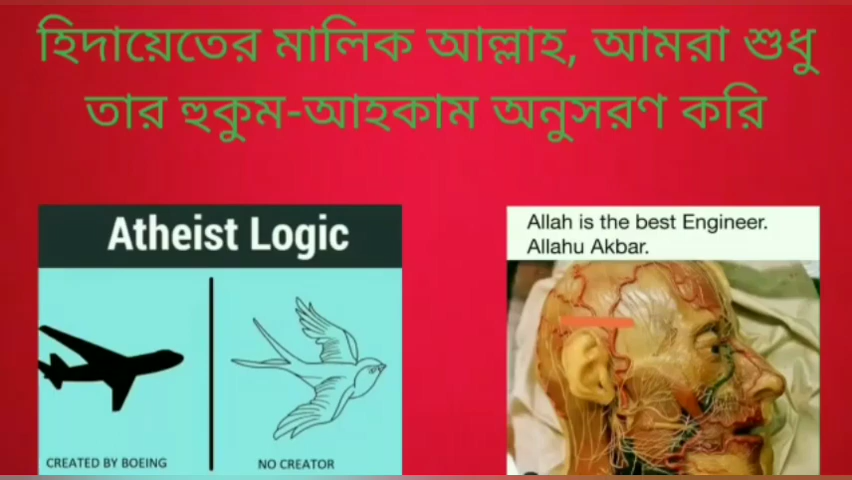 হিদায়েতের মালিক আল্লাহ, আমরা শুধু
তার হুকুম-আহকাম অনুসরণ করি
Atheist Logic
CREATED BY BOEING
NO CREATOR
Allah is the best Engineer.
Allahu Akbar.